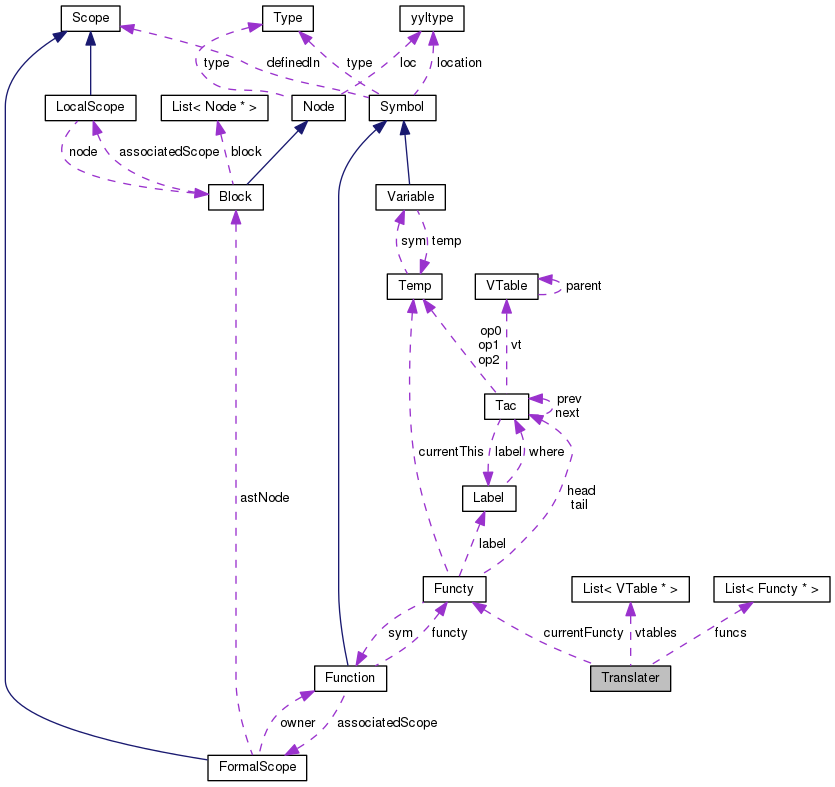 Scope
Type
yyltype
type
definedIn
type
loc
location
LocalScope
List< Node * >
Node
Symbol
node
associatedScope
block
Block
Variable
sym
temp
Temp
VTable
parent
op0
op1
op2
vt
Tac
prev
next
currentThis
label
where
astNode
Label
head
tail
label
Functy
List< VTable * >
List< Functy * >
sym
functy
currentFuncty
vtables
funcs
Function
Translater
owner
associatedScope
FormalScope